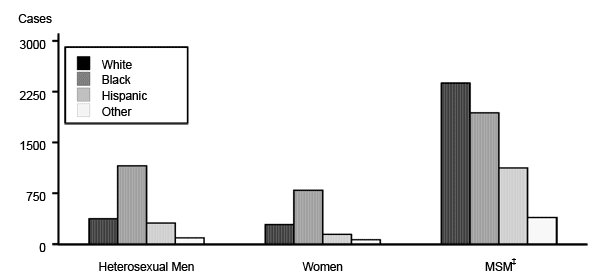 Cases
3000
2250
1500
750
0
White
Black
Hispanic
Other
Heterosexual Men Women MSM‡